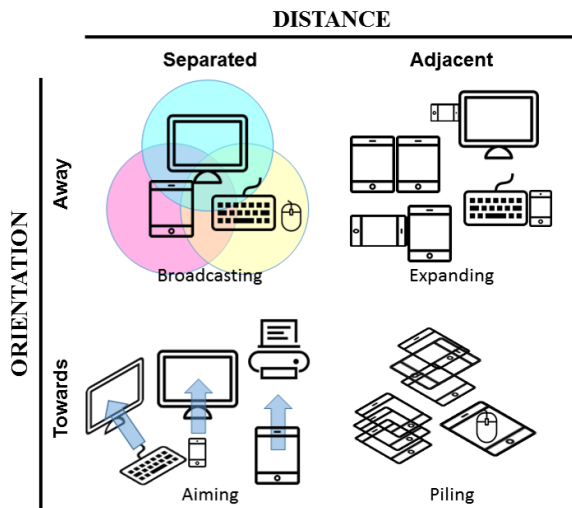 DISTANCE
Separated
Adjacent
ORIENTATION
Away
Broadcasting
Expanding
Towards
Aiming
Piling